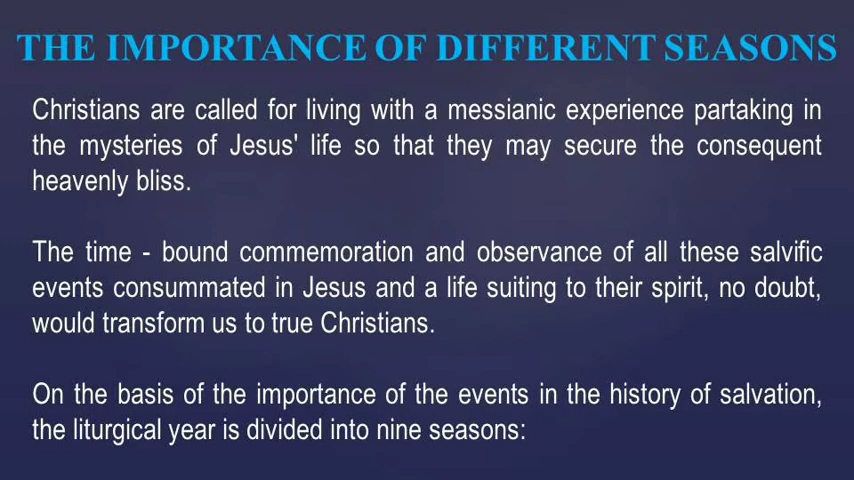 THE IMPORTANCE OF DIFFERENT SEASONS
Christians are called for living with a messianic experience partaking in
the mysteries of Jesus' life so that they may secure the consequent
heavenly bliss.
The time - bound commemoration and observance of all these salvific
events consummated in Jesus and a life suiting to their spirit, no doubt,
would transform us to true Christians.
On the basis of the importance of the events in the history of salvation,
the liturgical year is divided into nine seasons: